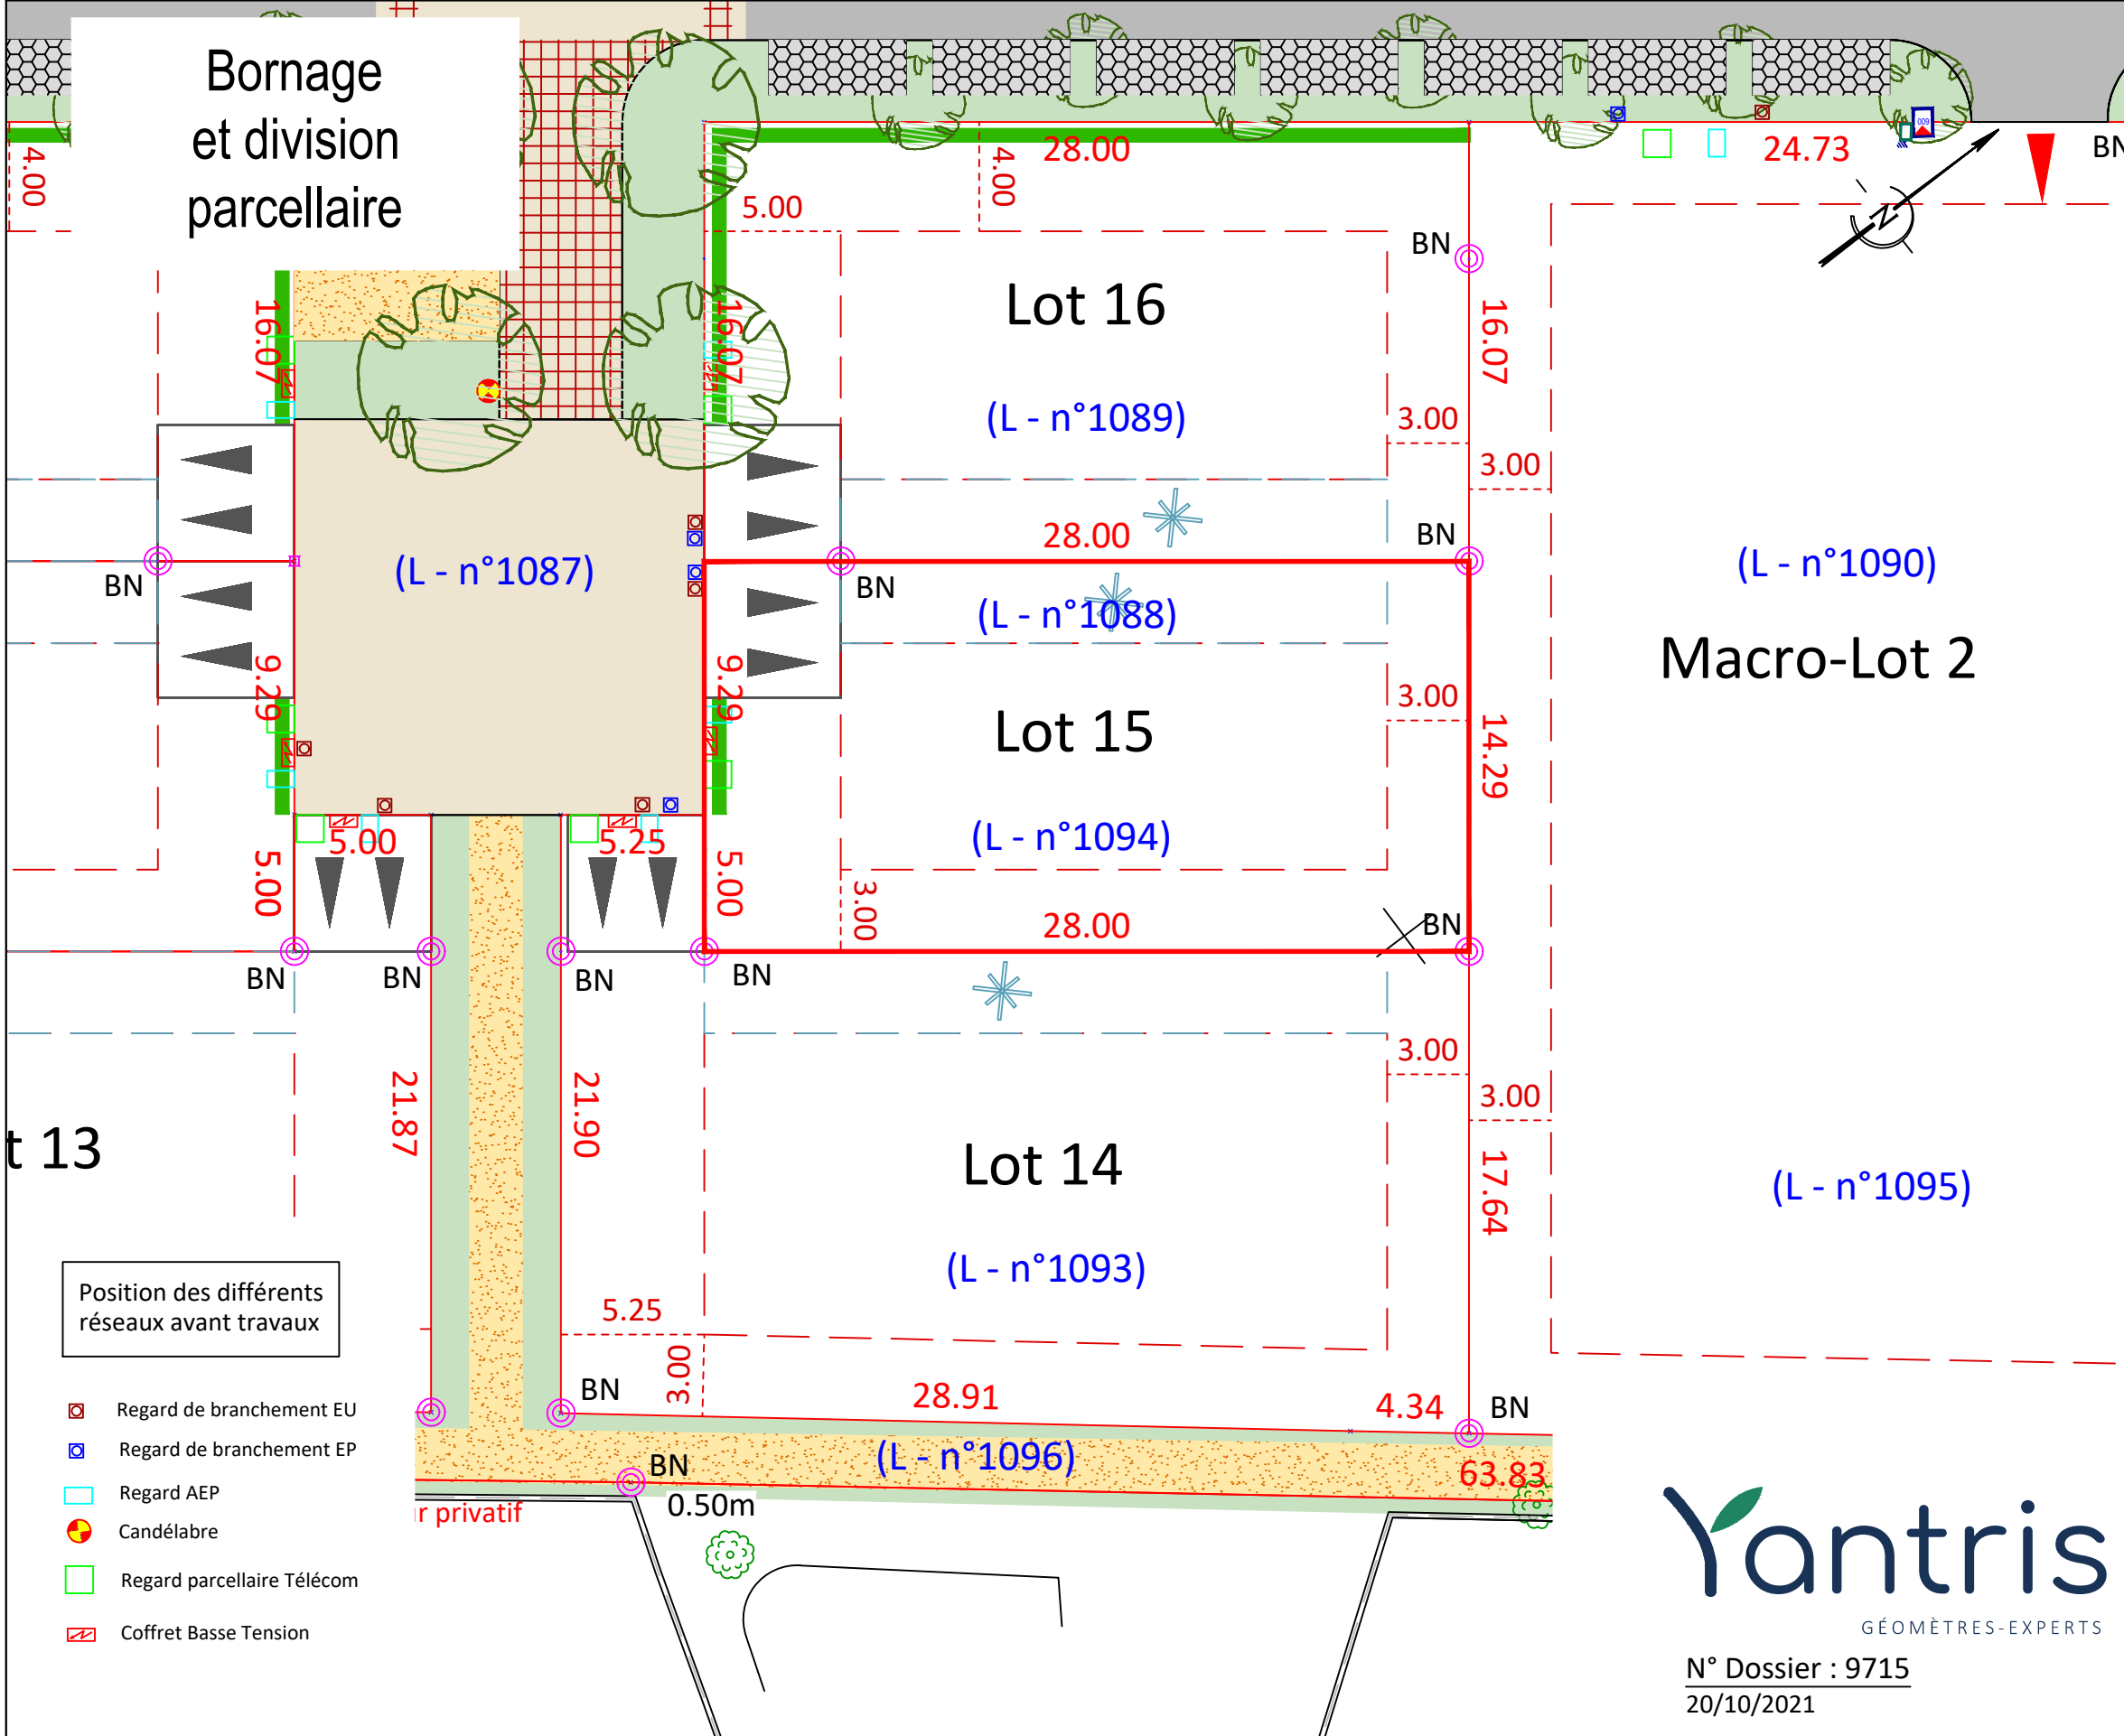 Bornage
et division
parcellaire
4.00
28.00
4.00
5.00
24.73
009
BN
N
BN
Lot 16
16.07
16.07
16.07
(L - n°1089)
3.00
3.00
28.00
BN
(L - n°1087)
BN
BN
(L - n°1088)
(L - n°1090)
Macro-Lot 2
9.29
9.29
3.00
Lot 15
14.29
(L - n°1094)
5.00
5.25
5.00
5.00
3.00
28.00
BN
BN
BN
BN
BN
3.00
3.00
21.87
21.90
t 13
Lot 14
17.64
(L - n°1095)
(L - n°1093)
Position des différents
réseaux avant travaux
5.25
3.00
BN
28.91
4.34
BN
Regard de branchement EU
Regard de branchement EP
Regard AEP
Candélabre
Regard parcellaire Télécom
Coffret Basse Tension
(L - n°1096)
BN
63.83
0.50m
r privatif
Yantris
GÉOMÈTRES-EXPERTS
N° Dossier : 9715
20/10/2021